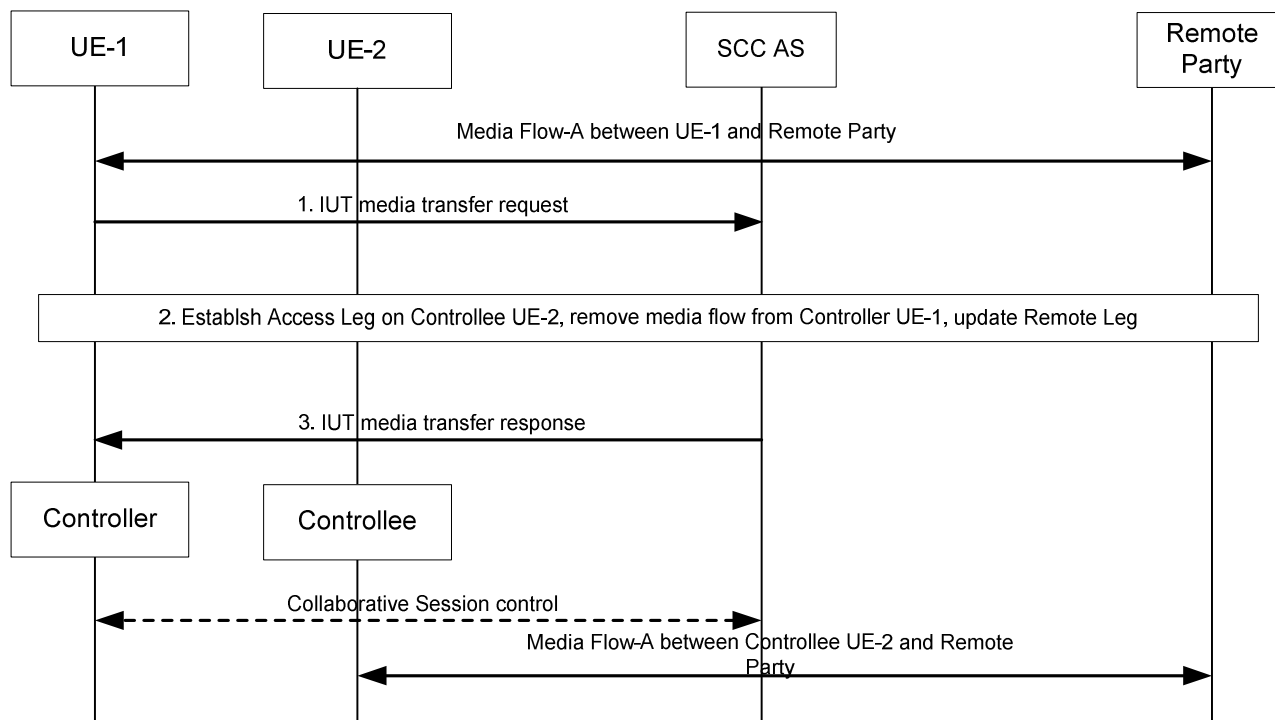 UE-1
UE-2
SCC AS
Remote
Party
Media Flow-A between UE-1 and Remote Party
1. IUT media transfer request
2. Establsh Access Leg on Controllee UE-2, remove media flow from Controller UE-1, update Remote Leg
3. IUT media transfer response
Controller
Controllee
Collaborative Session control
Media Flow-A between Controllee UE-2 and Remote
Party